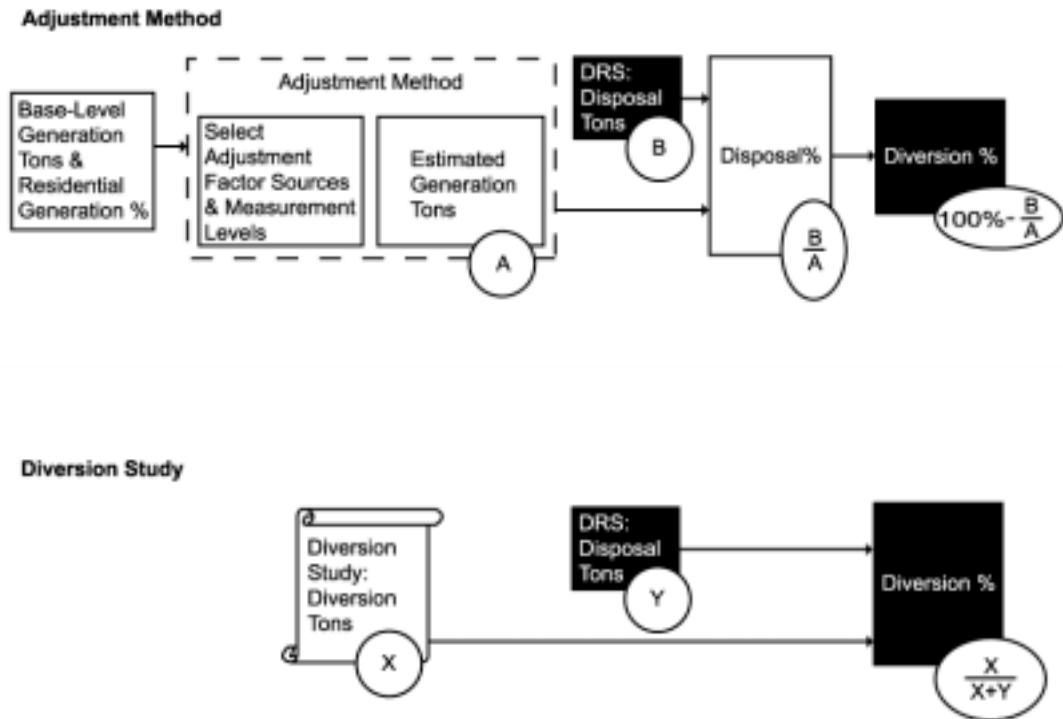 Adjustment Method
Base-Level
Generation
Tons &
Residential
Generation %
Adjustment Method
Select
Adjustment
Factor Sources
& Measurement
Levels
Estimated
Generation
Tons
A
DRS:
Disposal
Tons
B
Disposal%
B
A
Diversion %
100%- B
A
Diversion Study
Diversion
Study:
Diversion
Tons
X
DRS:
Disposal
Tons
Y
Diversion %
X
X+Y